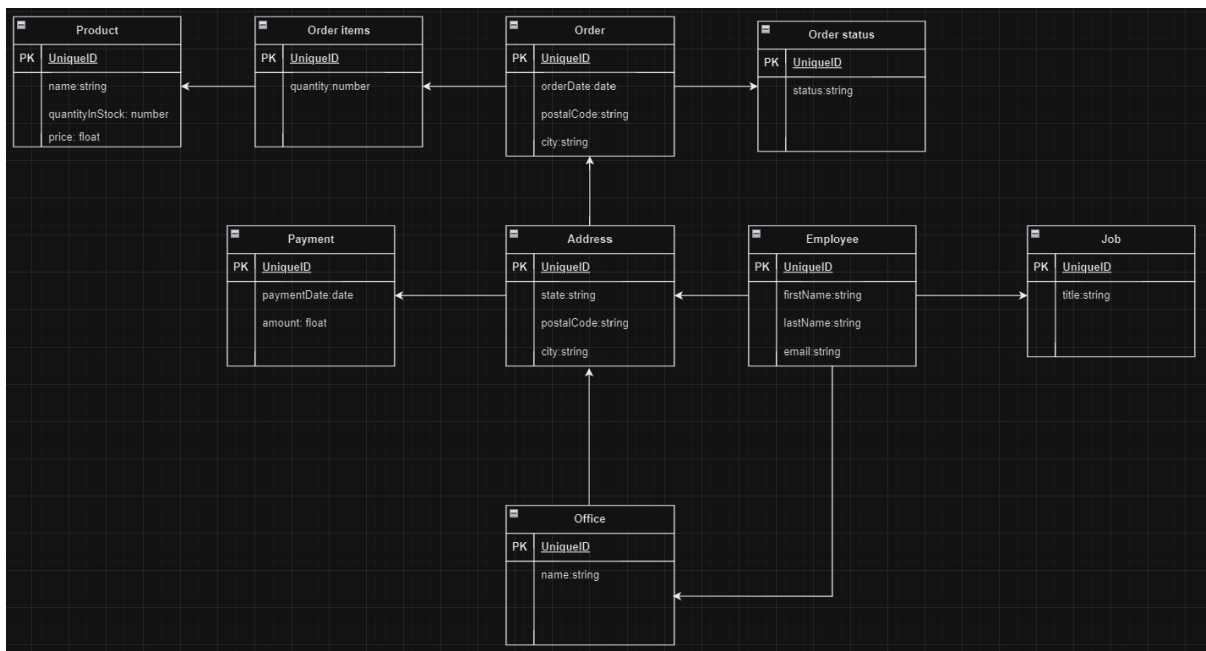 Product
PK UniqueID
name:string
quantityInStock: number
price: float
Order items
PK UniqueID
quantity:number
Order
PK UniqueID
orderDate:date
postalCode:string
city:string
Order status
PK UniqueID
status:string
Payment
PK UniqueID
paymentDate:date
amount: float
Address
PK UniqueID
state:string
postalCode:string
city:string
Employee
PK UniqueID
firstName:string
lastName:string
email:string
Job
PK UniqueID
title:string
Office
PK UniqueID
name:string